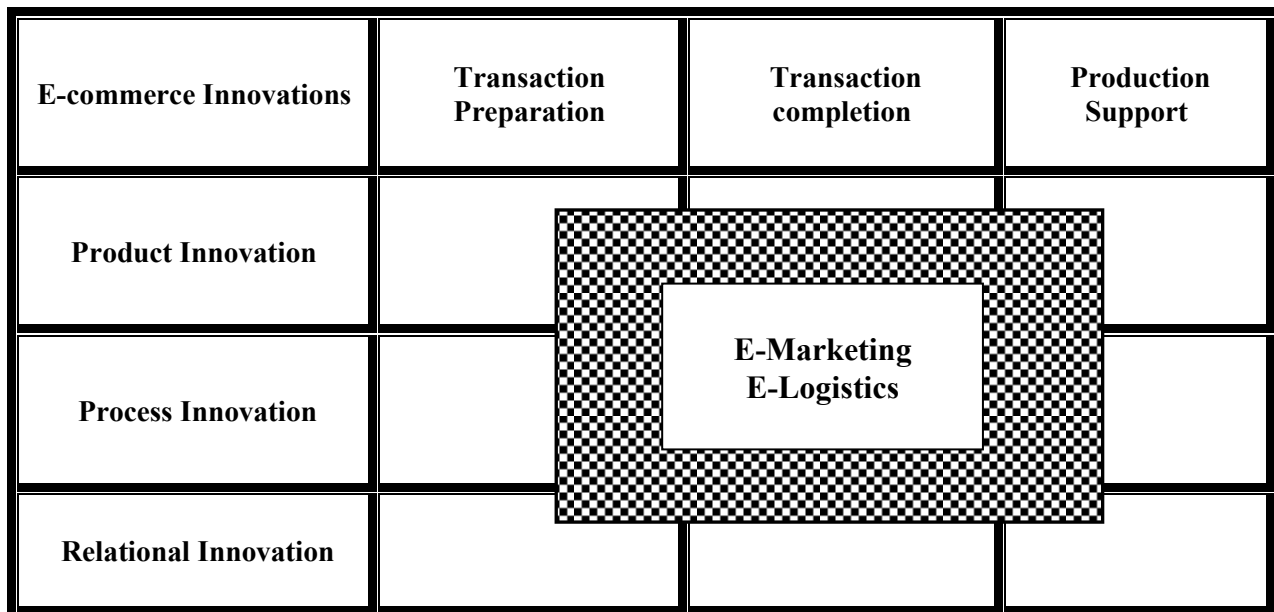 E-commerce Innovations
Transaction
Preparation
Transaction
completion
Production
Support
Product Innovation
E-Marketing
E-Logistics
Process Innovation
Relational Innovation